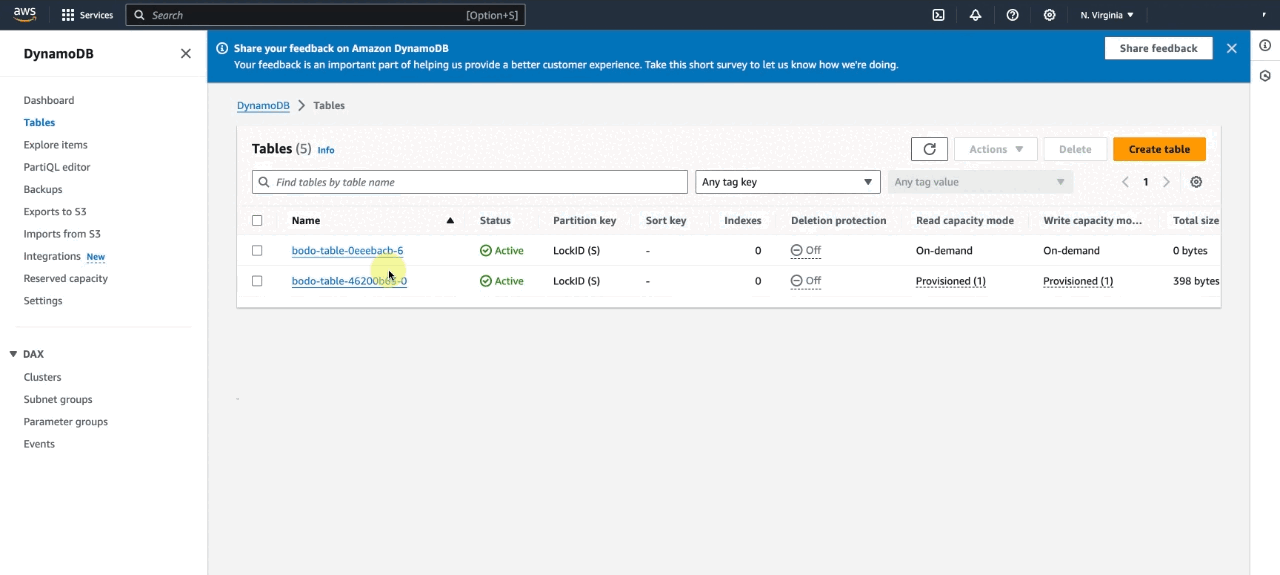 aws Services Search [Option+S] N. Virginia
DynamoDB
Share your feedback on Amazon DynamoDB
Your feedback is an important part of helping us provide a better customer experience. Take this short survey to let us know how we're doing.
Share feedback
Dashboard
Tables
Explore items
PartiQL editor
Backups
Exports to S3
Imports from S3
Integrations New
Reserved capacity
Settings
DAX
Clusters
Subnet groups
Parameter groups
Events
DynamoDB > Tables
Tables (5) Info
Actions Delete Create table
Find tables by table name Any tag key Any tag value 1
Name Status Partition key Sort key Indexes Deletion protection Read capacity mode Write capacity mo... Total size
bodo-table-0eeebacb-6 Active LockID (S) - 0 Off On-demand On-demand 0 bytes
Active LockID (S) - 0 Off Provisioned (1) Provisioned (1) 398 bytes